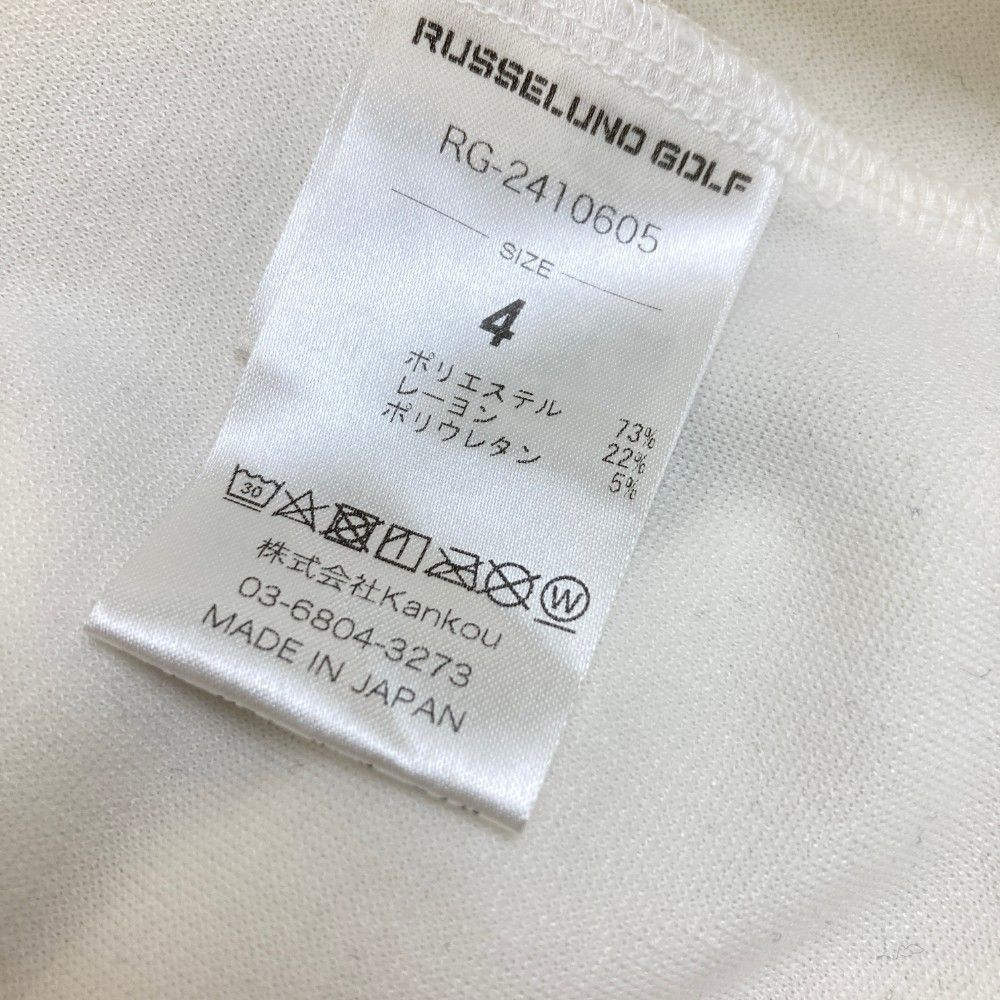 RUSSELUNO GOLF
RG-2410605
SIZE
4
ポリエステル 73%
レーヨン 22%
ポリウレタン 5%
30
W
株式会社Kankou
03-6804-3273
MADE IN JAPAN